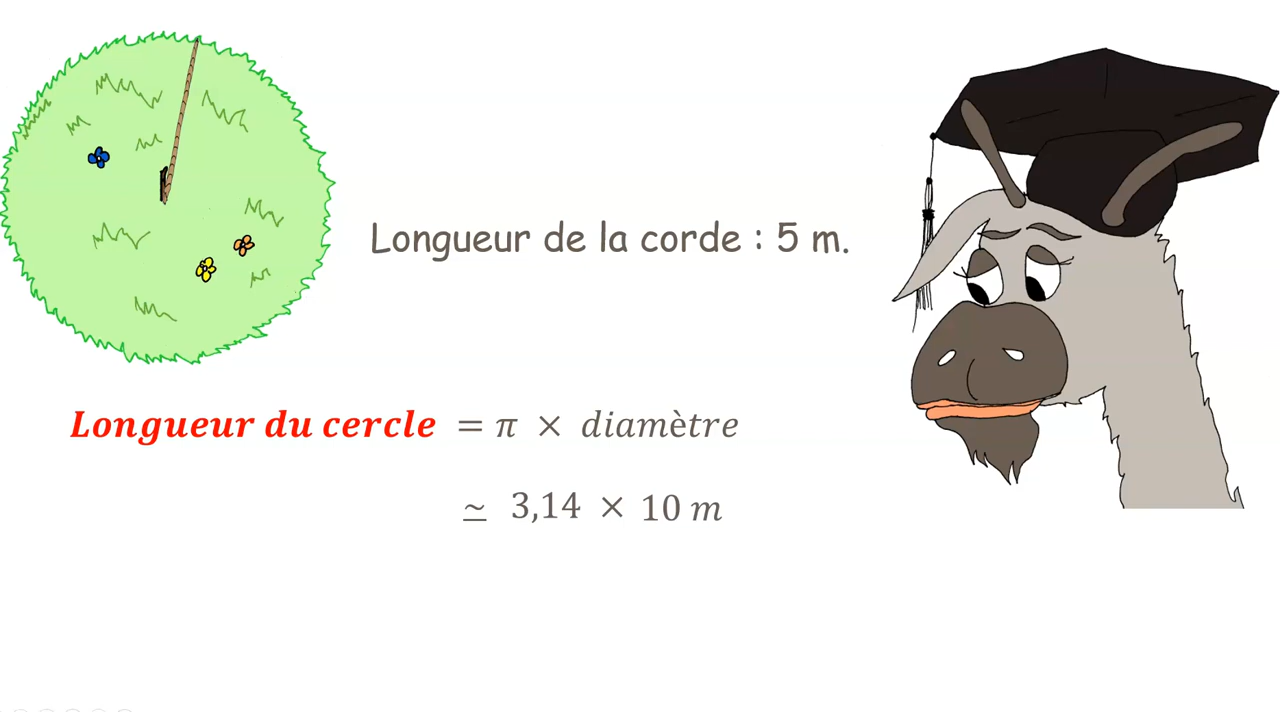 Longueur de la corde : 5 m.
Longueur du cercle = π × diamètre
≃ 3,14 × 10 m